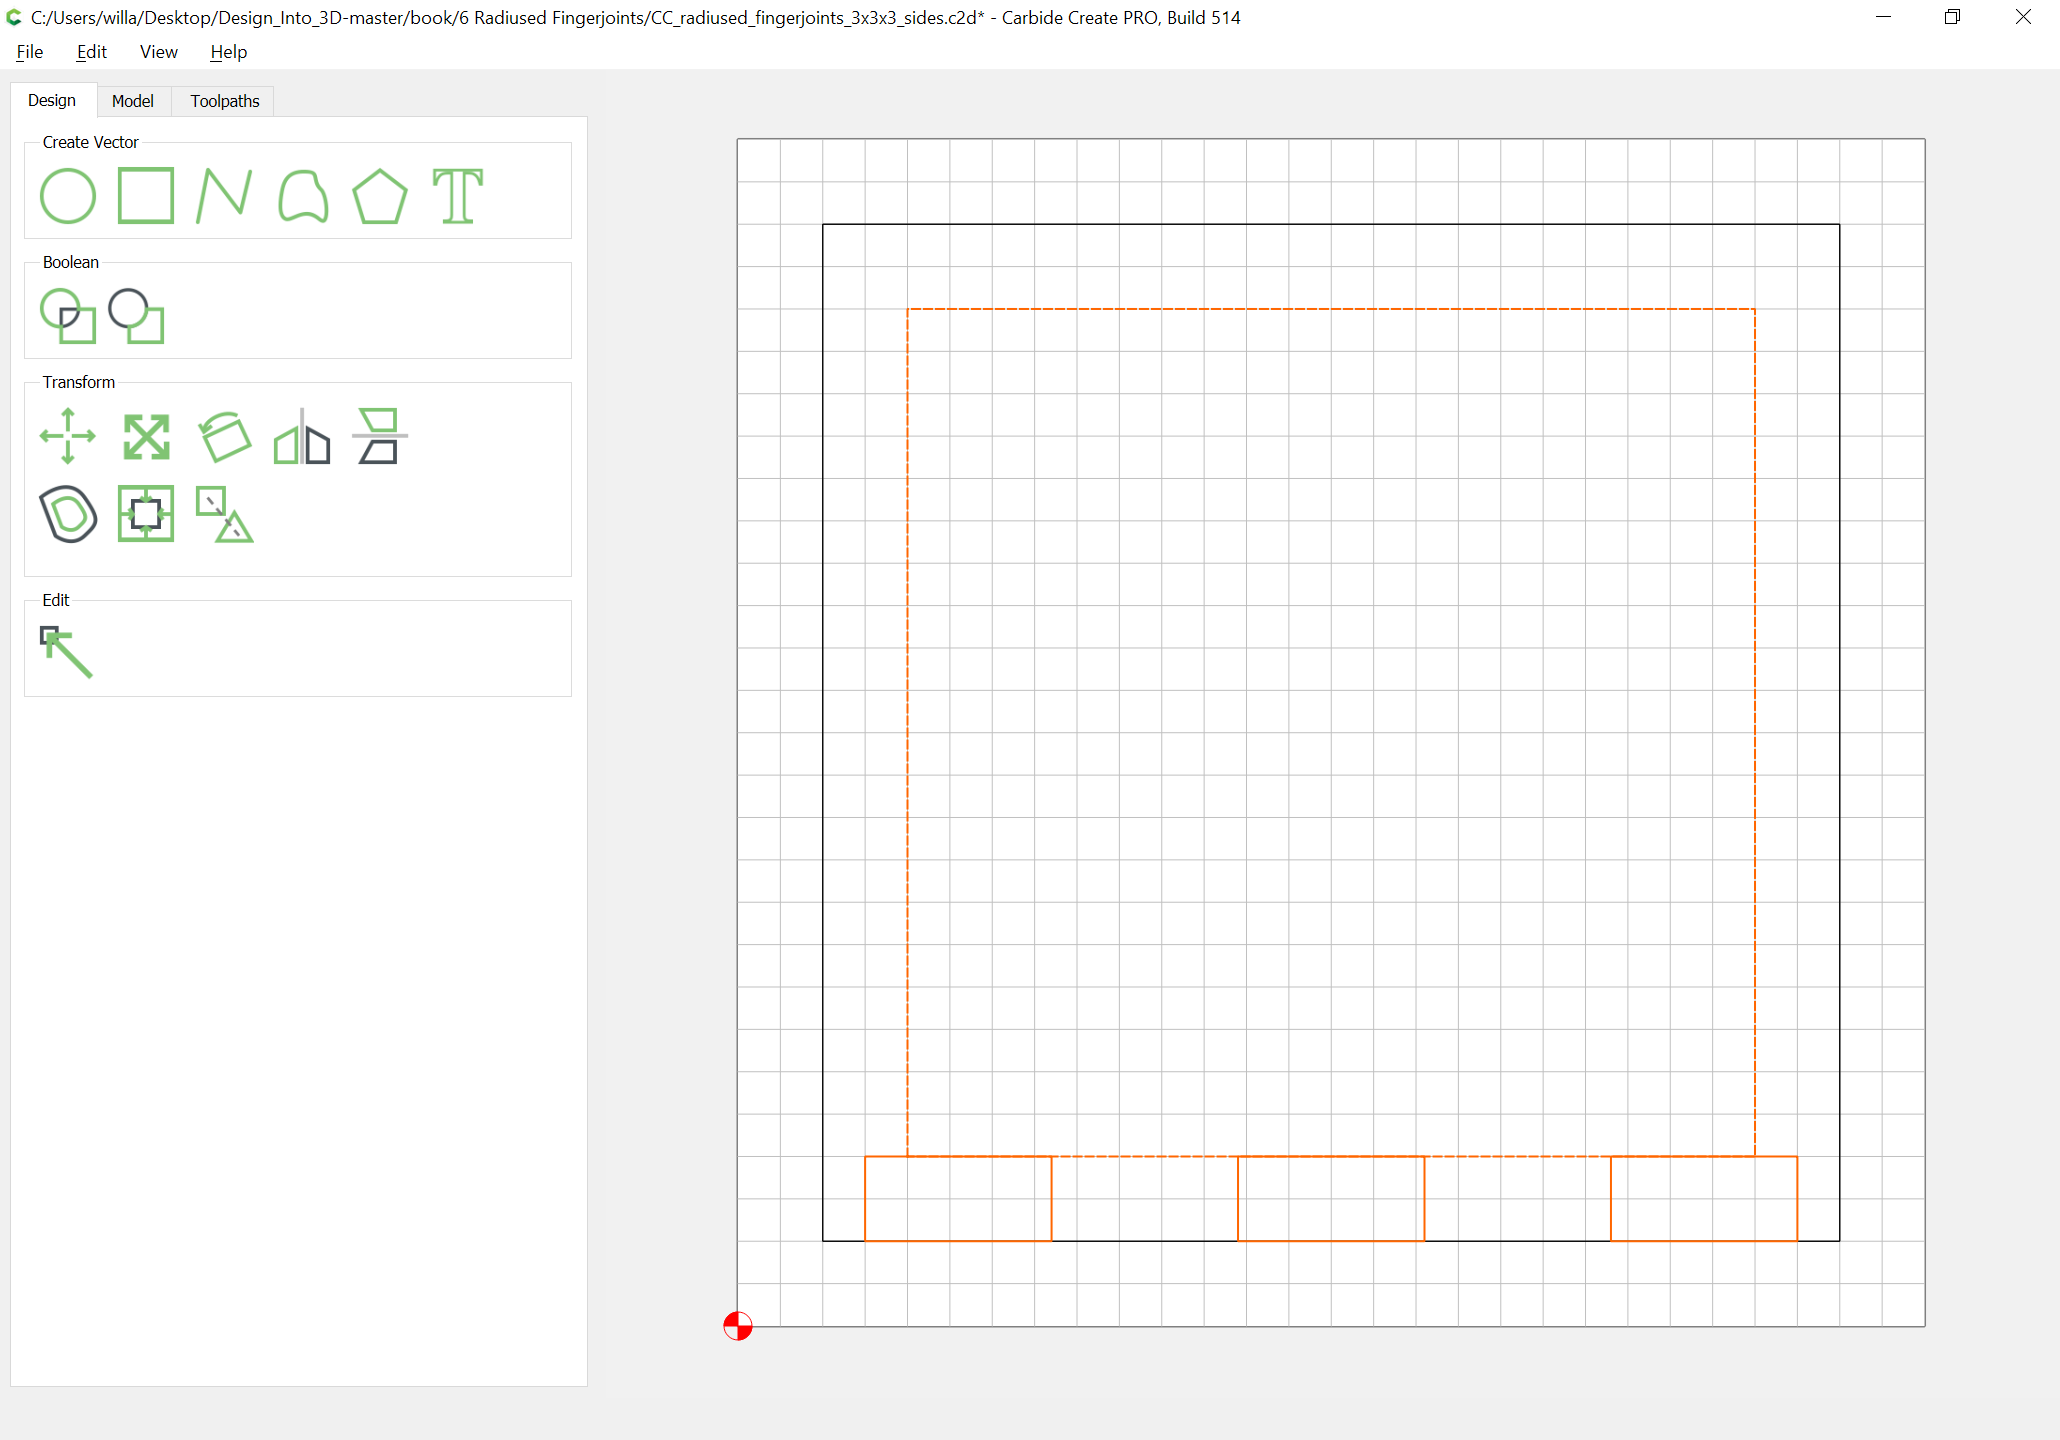 C:/Users/willa/Desktop/Design_Into_3D-master/book/6 Radiused Fingerjoints/CC_radiused_fingerjoints_3x3x3_sides.c2d* - Carbide Create PRO, Build 514
File Edit View Help
Design Model Toolpaths
Create Vector
Boolean
Transform
Edit